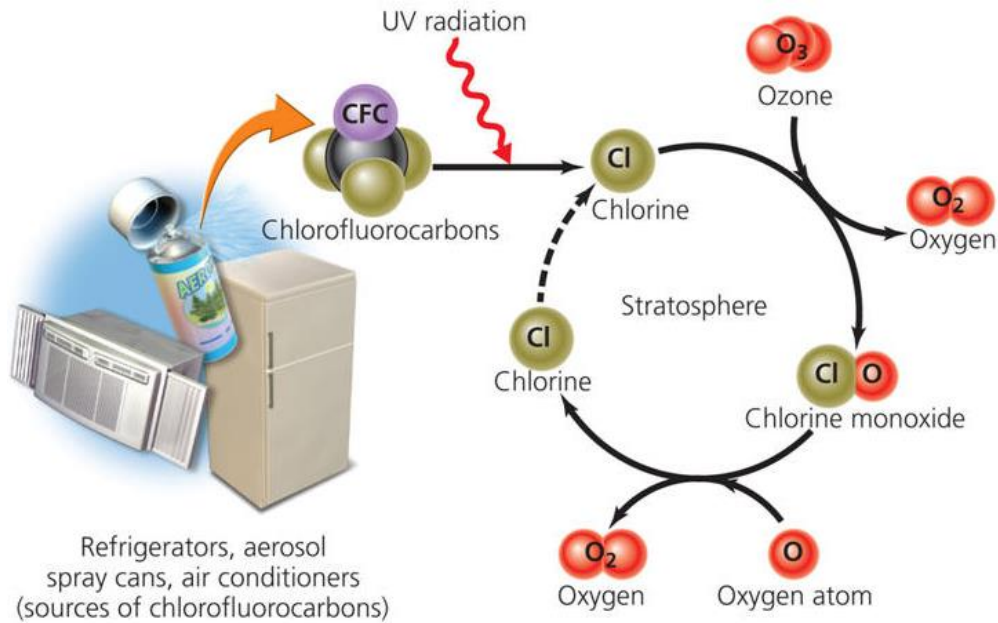 UV radiation
O3
Ozone
CFC
Chlorofluorocarbons
Cl
Chlorine
O2
Oxygen
Stratosphere
Cl
Chlorine
Cl O
Chlorine monoxide
AERO
O2
Oxygen
O
Oxygen atom
Refrigerators, aerosol
spray cans, air conditioners
(sources of chlorofluorocarbons)